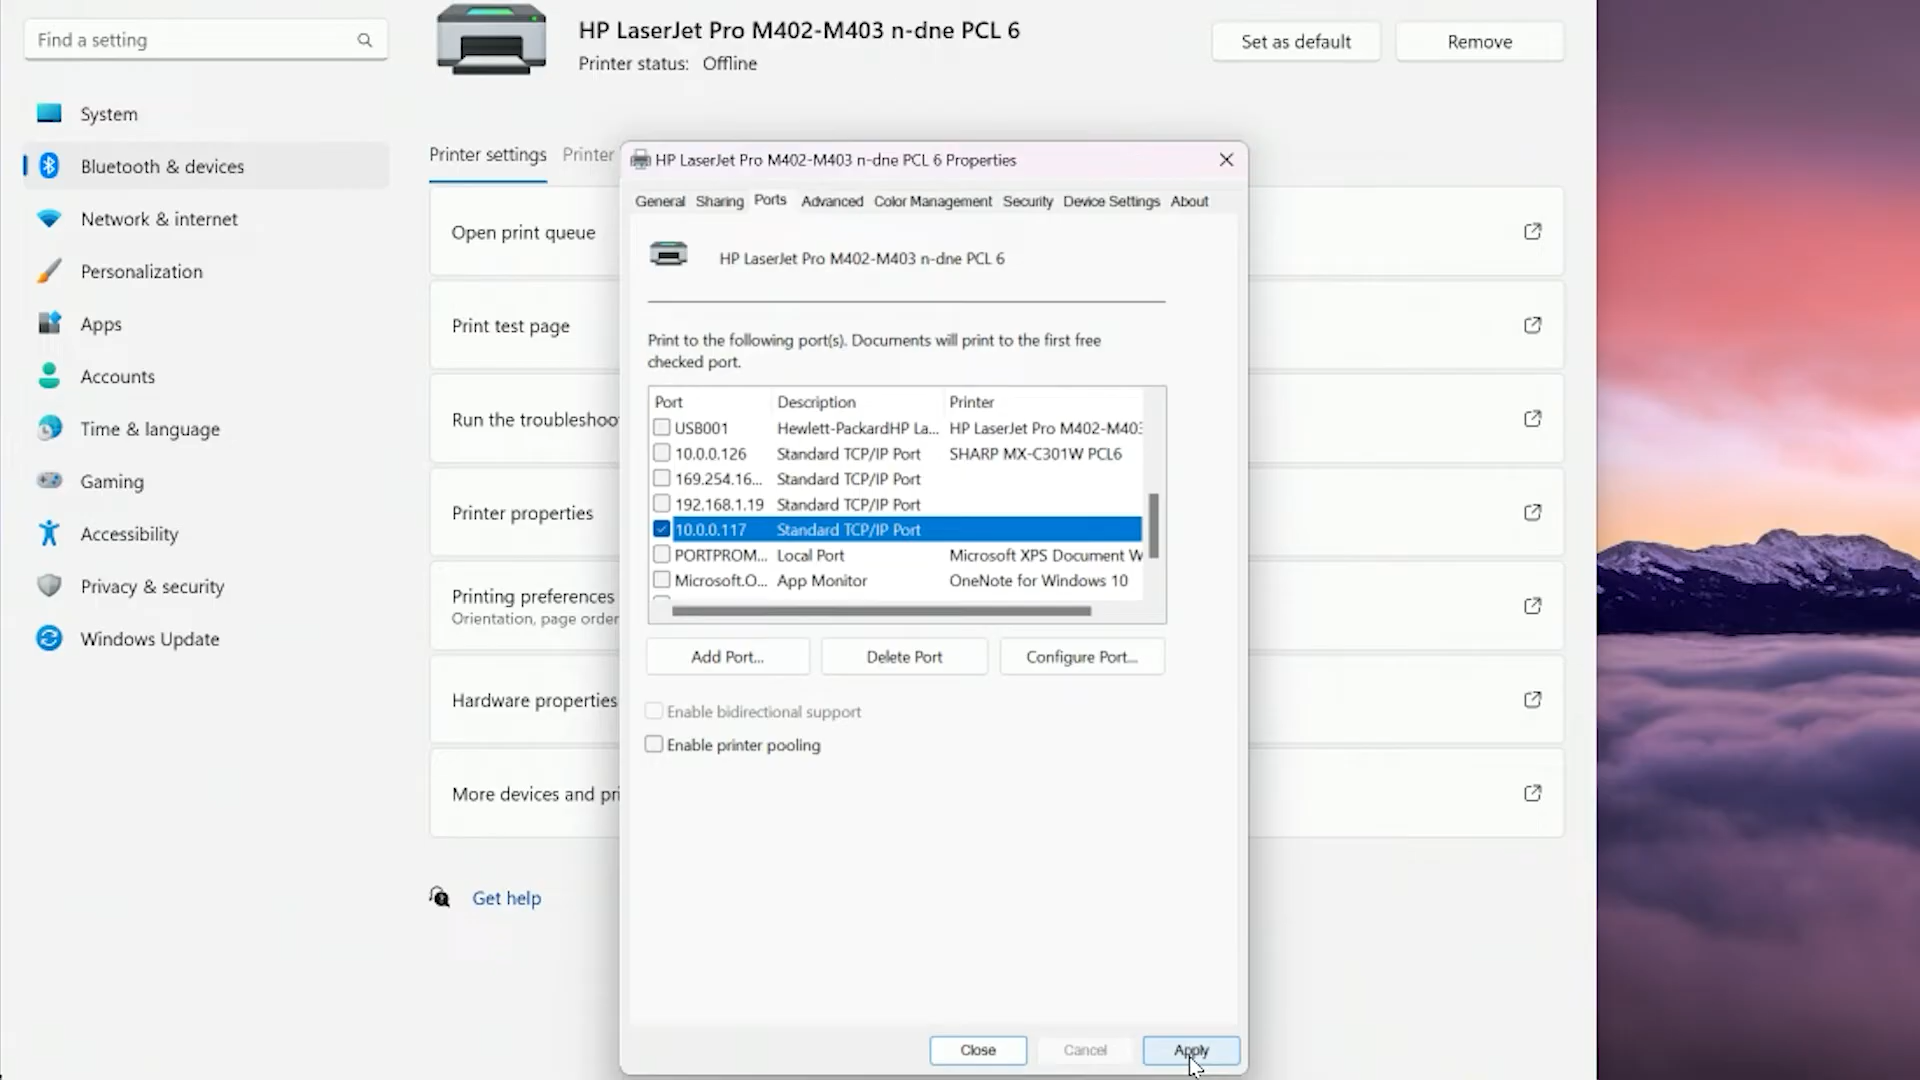 Find a setting
System
Bluetooth & devices
Network & internet
Personalization
Apps
Accounts
Time & language
Gaming
Accessibility
Privacy & security
Windows Update
HP LaserJet Pro M402-M403 n-dne PCL 6
Printer status: Offline
Set as default
Remove
Printer settings
Printer
Open print queue
Print test page
Run the troubleshoo
Printer properties
Printing preferences
Orientation, page order
Hardware properties
More devices and pri
Get help
HP LaserJet Pro M402-M403 n-dne PCL 6 Properties
General Sharing Ports Advanced Color Management Security Device Settings About
HP LaserJet Pro M402-M403 n-dne PCL 6
Print to the following port(s). Documents will print to the first free
checked port.
Port Description Printer
USB001 Hewlett-PackardHP La... HP LaserJet Pro M402-M403
10.0.0.126 Standard TCP/IP Port SHARP MX-C301W PCL6
169.254.16... Standard TCP/IP Port
192.168.1.19 Standard TCP/IP Port
10.0.0.117 Standard TCP/IP Port
PORTPROM... Local Port Microsoft XPS Document W
Microsoft.O... App Monitor OneNote for Windows 10
Add Port... Delete Port Configure Port...
Enable bidirectional support
Enable printer pooling
Close Cancel Apply